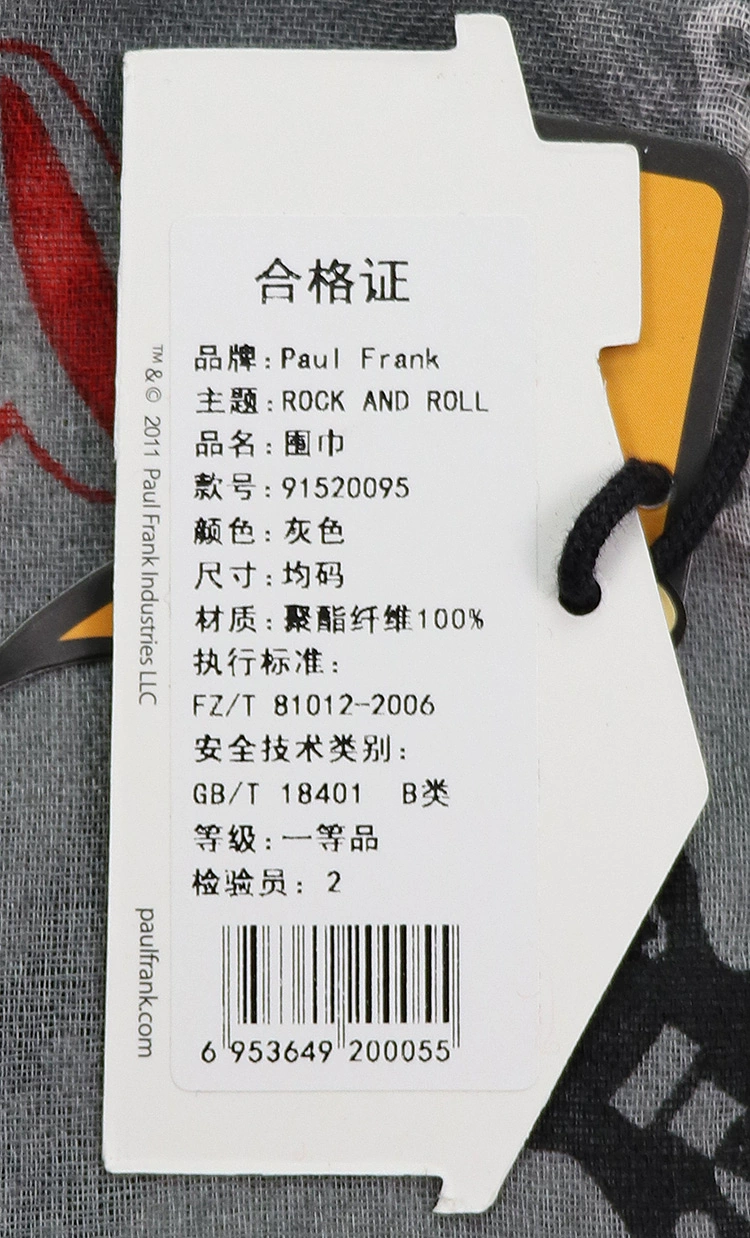 合格证
品牌:Paul Frank
主题:ROCK AND ROLL
品名:围巾
款号:91520095
颜色:灰色
尺寸:均码
材质:聚酯纤维100%
执行标准:
FZ/T 81012-2006
安全技术类别:
GB/T 18401 B类
等级:一等品
检验员: 2
6 953649 200055
™ & © 2011 Paul Frank Industries LLC
paulfrank.com